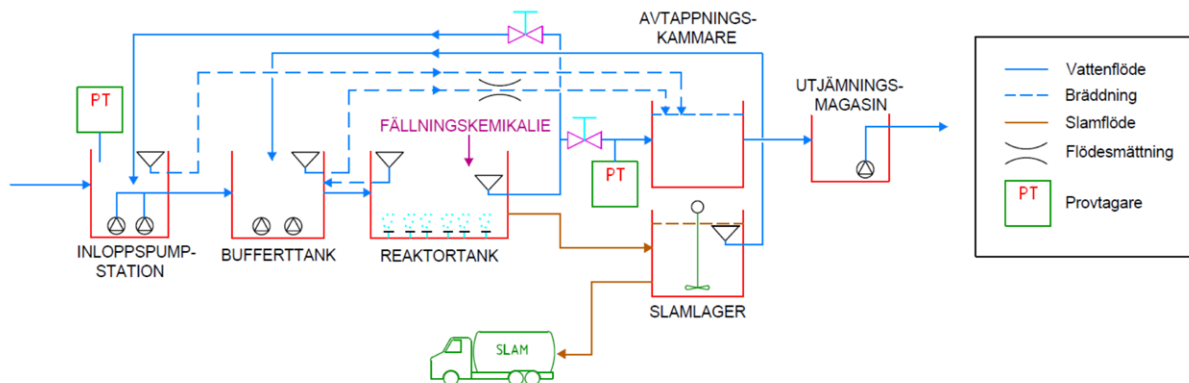 AVTAPPNINGS-
KAMMARE
UTJÄMNINGS-
MAGASIN
PT
FÄLLNINGSKEMIKALIE
PT
INLOPPSPUMP-
STATION
BUFFERTTANK
REAKTORTANK
SLAMLAGER
SLAM
Vattenflöde
Bräddning
Slamflöde
Flödesmättning
PT
Provtagare